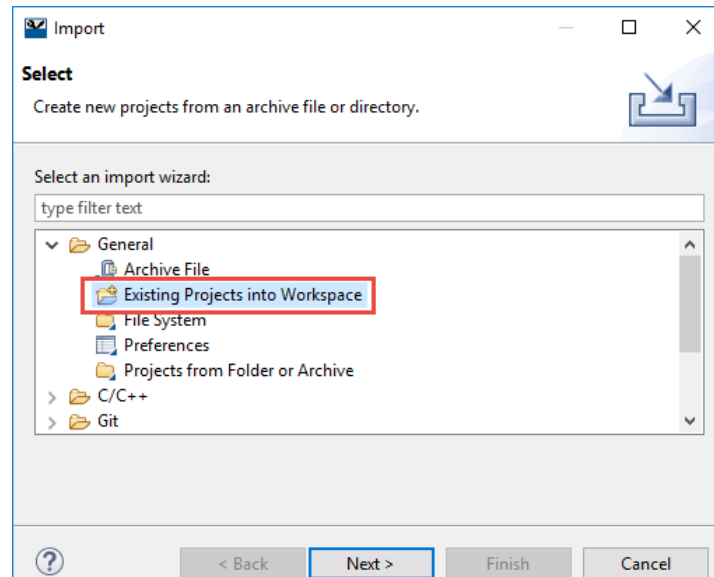 Import
Select
Create new projects from an archive file or directory.
Select an import wizard:
type filter text
General
Archive File
Existing Projects into Workspace
File System
Preferences
Projects from Folder or Archive
C/C++
Git
?
< Back Next > Finish Cancel